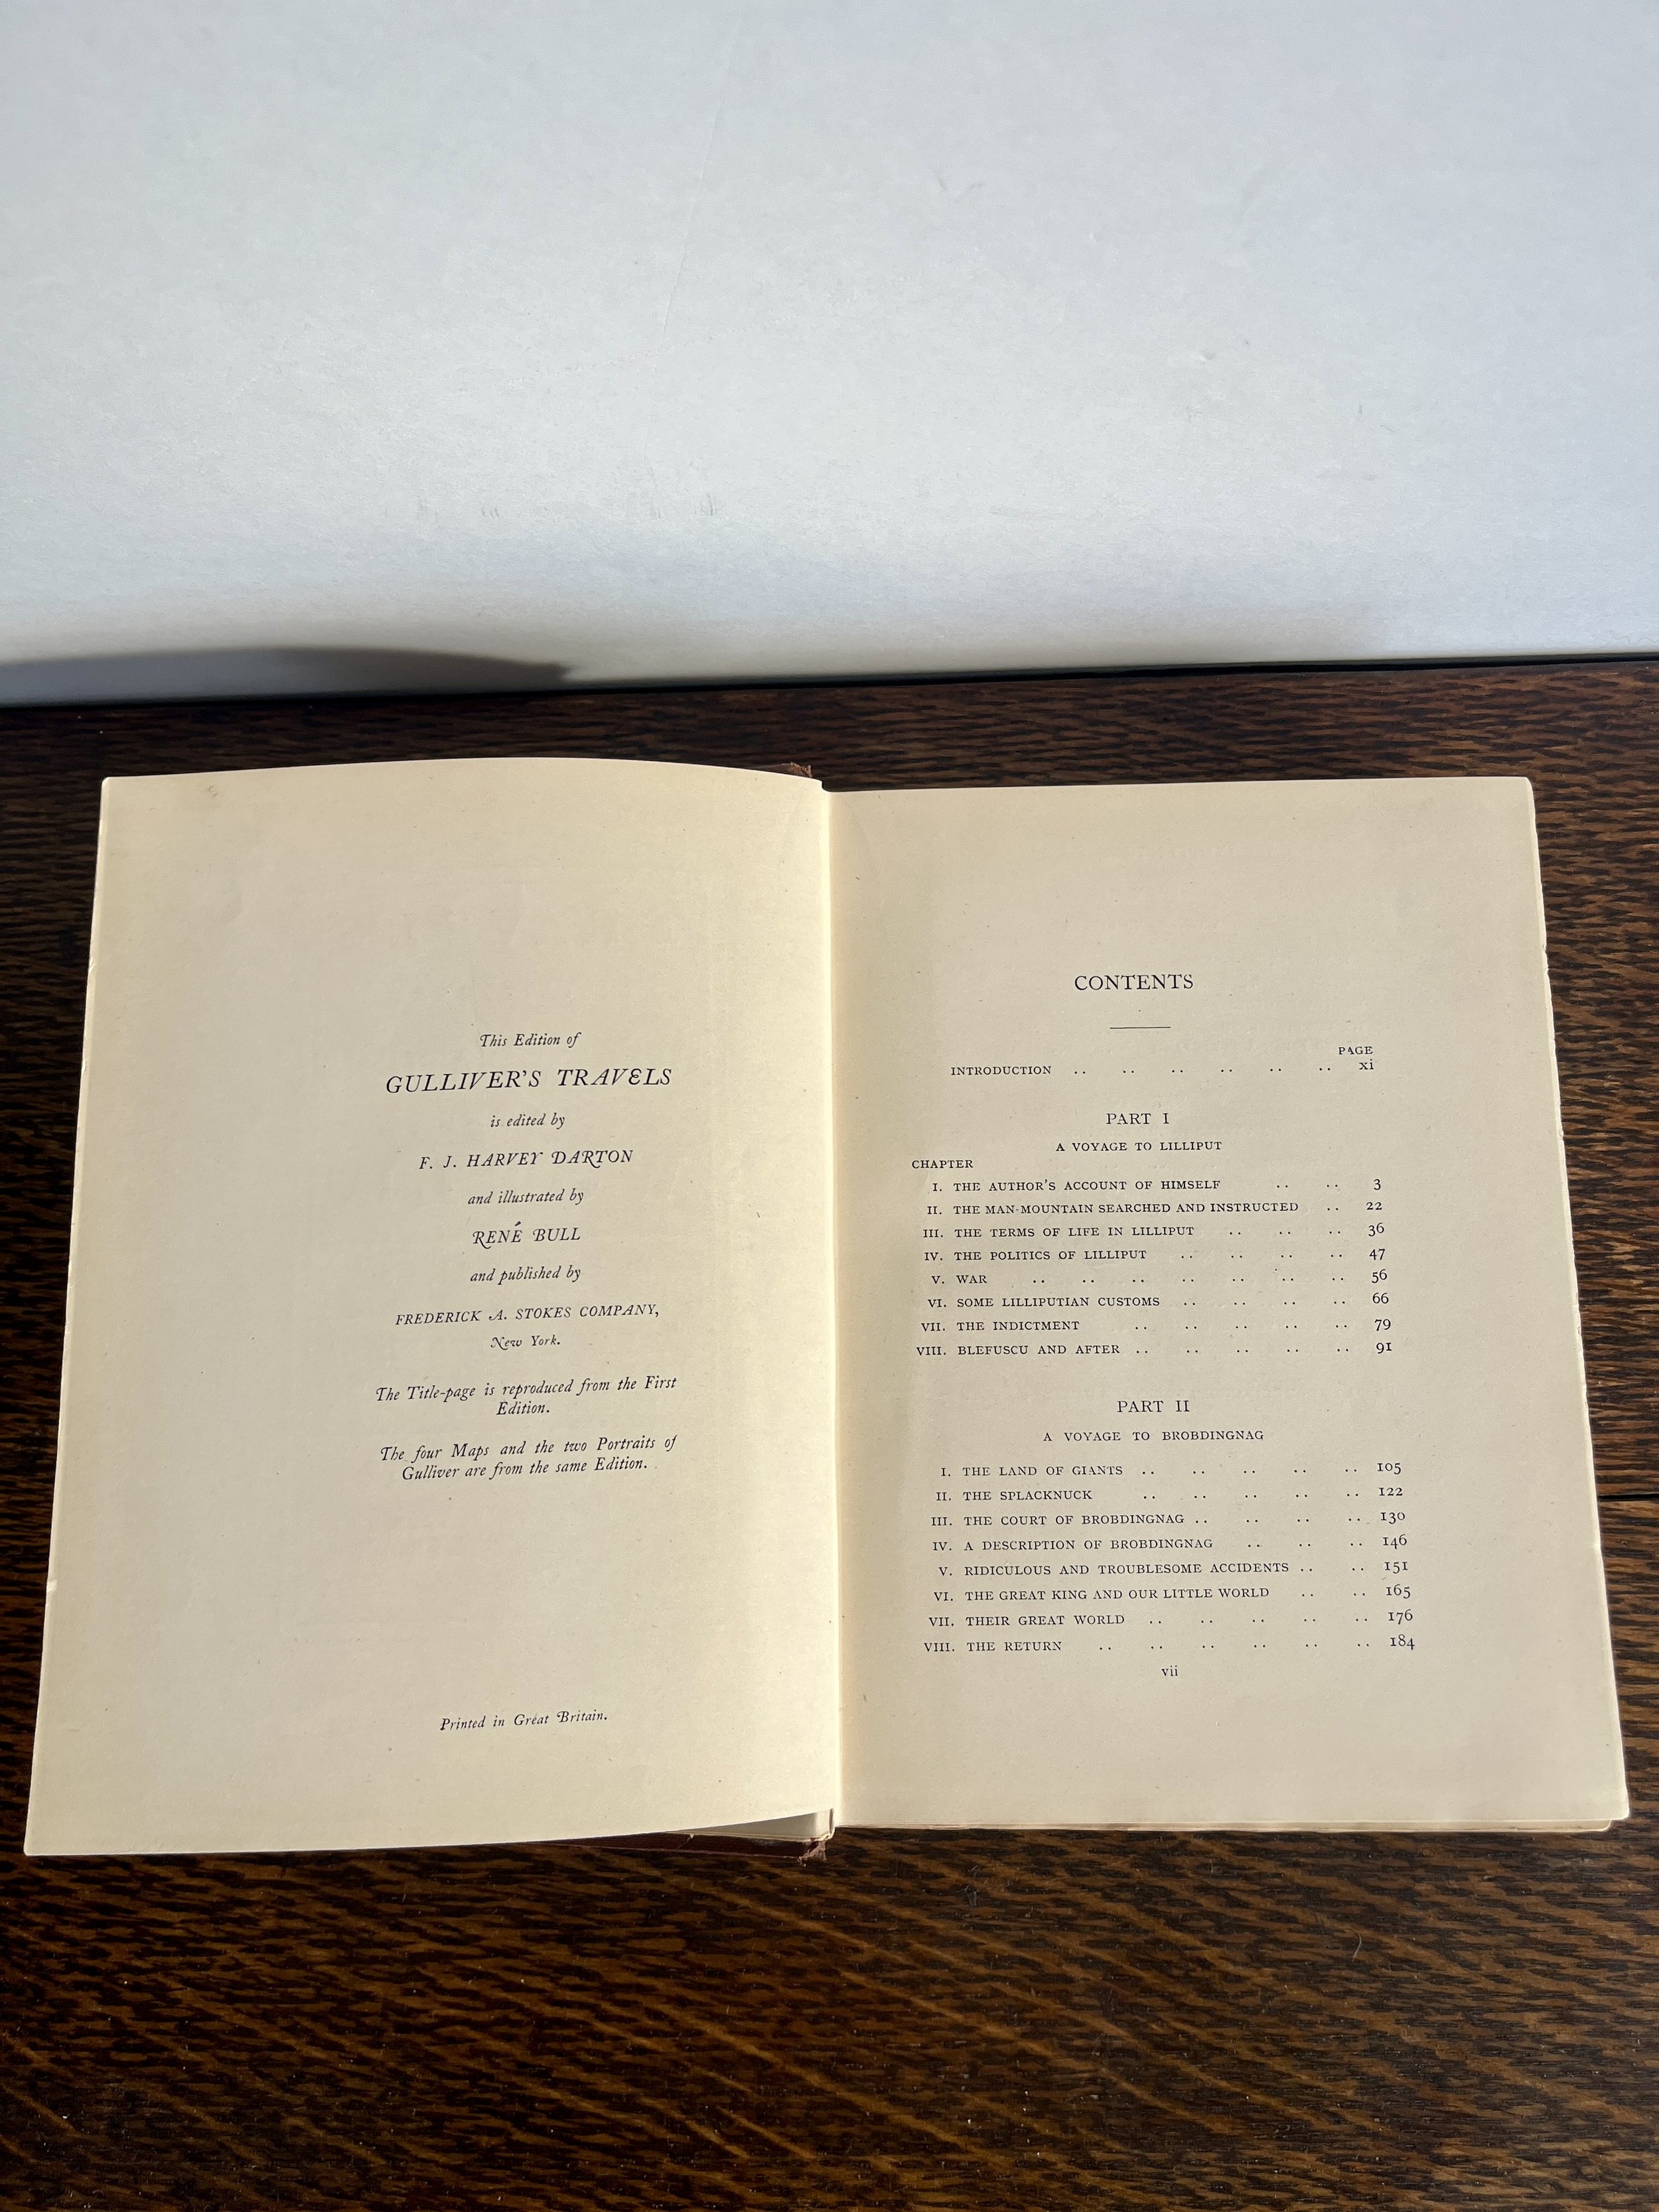 This Edition of
GULLIVER'S TRAVELS
is edited by
F. J. HARVEY DARTON
and illustrated by
RENÉ BULL
and published by
FREDERICK A. STOKES COMPANY,
New York.
The Title-page is reproduced from the First
Edition.
The four Maps and the two Portraits of
Gulliver are from the same Edition.
Printed in Great Britain.
CONTENTS
PAGE
INTRODUCTION .. .. .. .. .. .. xi
PART I
A VOYAGE TO LILLIPUT
CHAPTER
I. THE AUTHOR'S ACCOUNT OF HIMSELF .. .. 3
II. THE MAN-MOUNTAIN SEARCHED AND INSTRUCTED .. 22
III. THE TERMS OF LIFE IN LILLIPUT .. .. .. 36
IV. THE POLITICS OF LILLIPUT .. .. .. .. 47
V. WAR .. .. .. .. .. .. .. 56
VI. SOME LILLIPUTIAN CUSTOMS .. .. .. .. 66
VII. THE INDICTMENT .. .. .. .. .. 79
VIII. BLEFUSCU AND AFTER .. .. .. .. .. 91
PART II
A VOYAGE TO BROBDINGNAG
I. THE LAND OF GIANTS .. .. .. .. .. 105
II. THE SPLACKNUCK .. .. .. .. .. 122
III. THE COURT OF BROBDINGNAG .. .. .. .. 130
IV. A DESCRIPTION OF BROBDINGNAG .. .. .. 146
V. RIDICULOUS AND TROUBLESOME ACCIDENTS .. .. 151
VI. THE GREAT KING AND OUR LITTLE WORLD .. .. 165
VII. THEIR GREAT WORLD .. .. .. .. .. 176
VIII. THE RETURN .. .. .. .. .. .. 184
vii